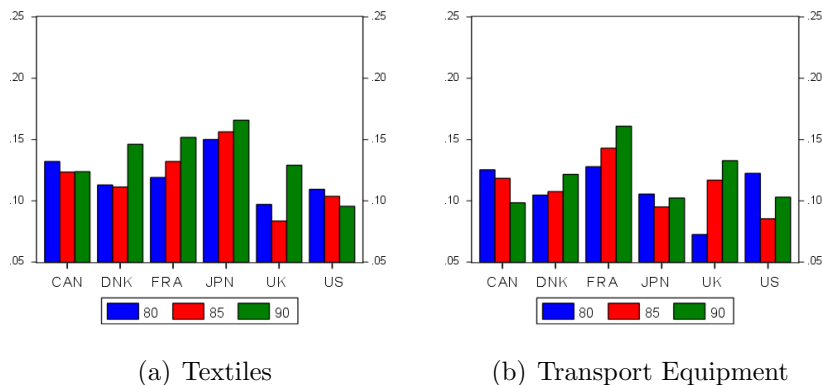 .25 .25 .25 .25
.20 .20 .20 .20
.15 .15 .15 .15
.10 .10 .10 .10
.05 .05 .05 .05
CAN DNK FRA JPN UK US CAN DNK FRA JPN UK US
80 85 90 80 85 90
(a) Textiles (b) Transport Equipment